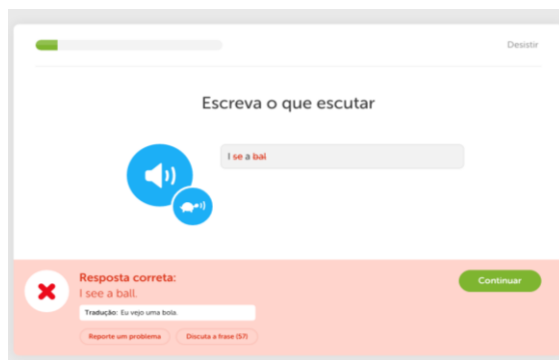 Desistir
Escreva o que escutar
I se a bal
Resposta correta:
I see a ball.
Tradução: Eu vejo uma bola.
Reporte um problema
Discuta a frase (57)
Continuar